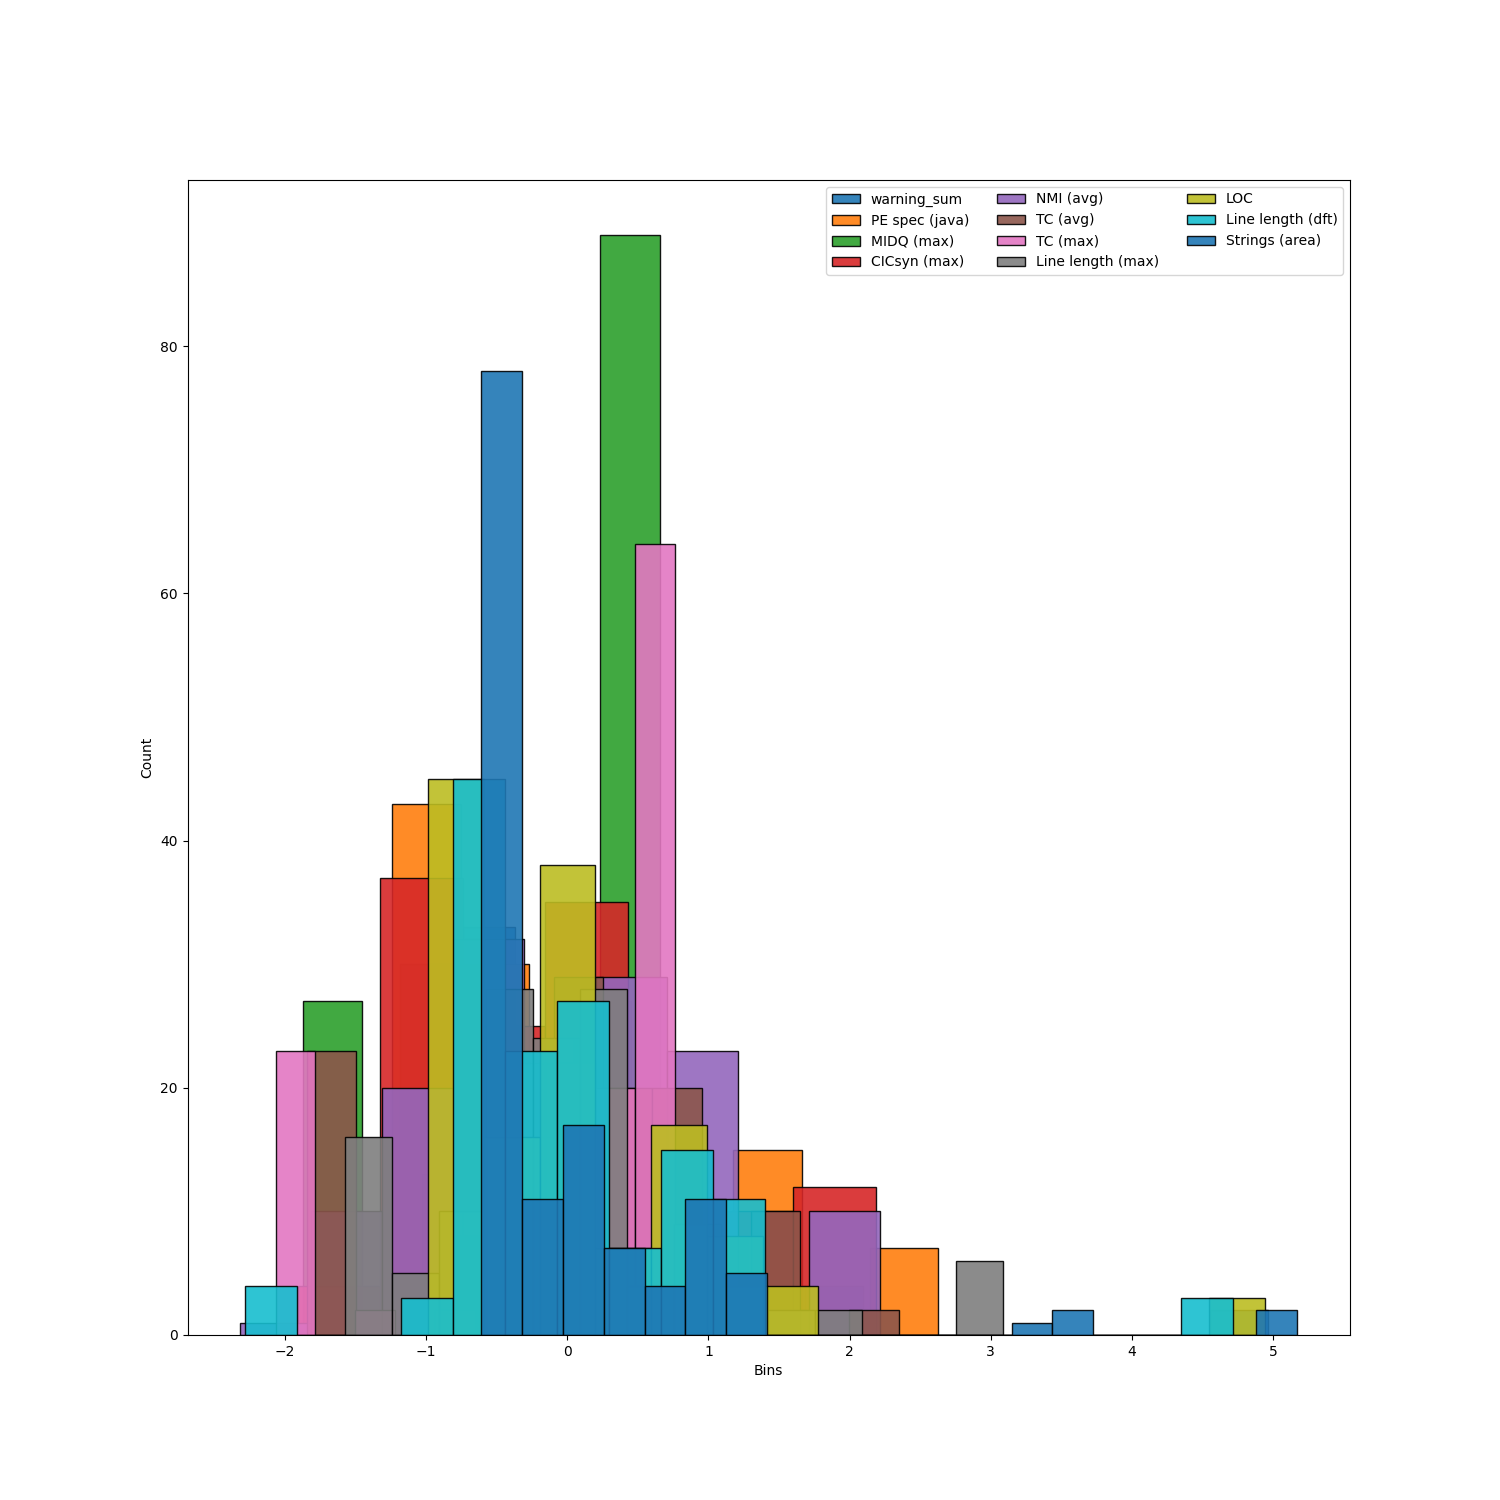 warning_sum
PE spec (java)
MIDQ (max)
CICsyn (max)
NMI (avg)
TC (avg)
TC (max)
Line length (max)
LOC
Line length (dft)
Strings (area)
80
60
40
20
0
Count
−2 −1 0 1 2 3 4 5
Bins